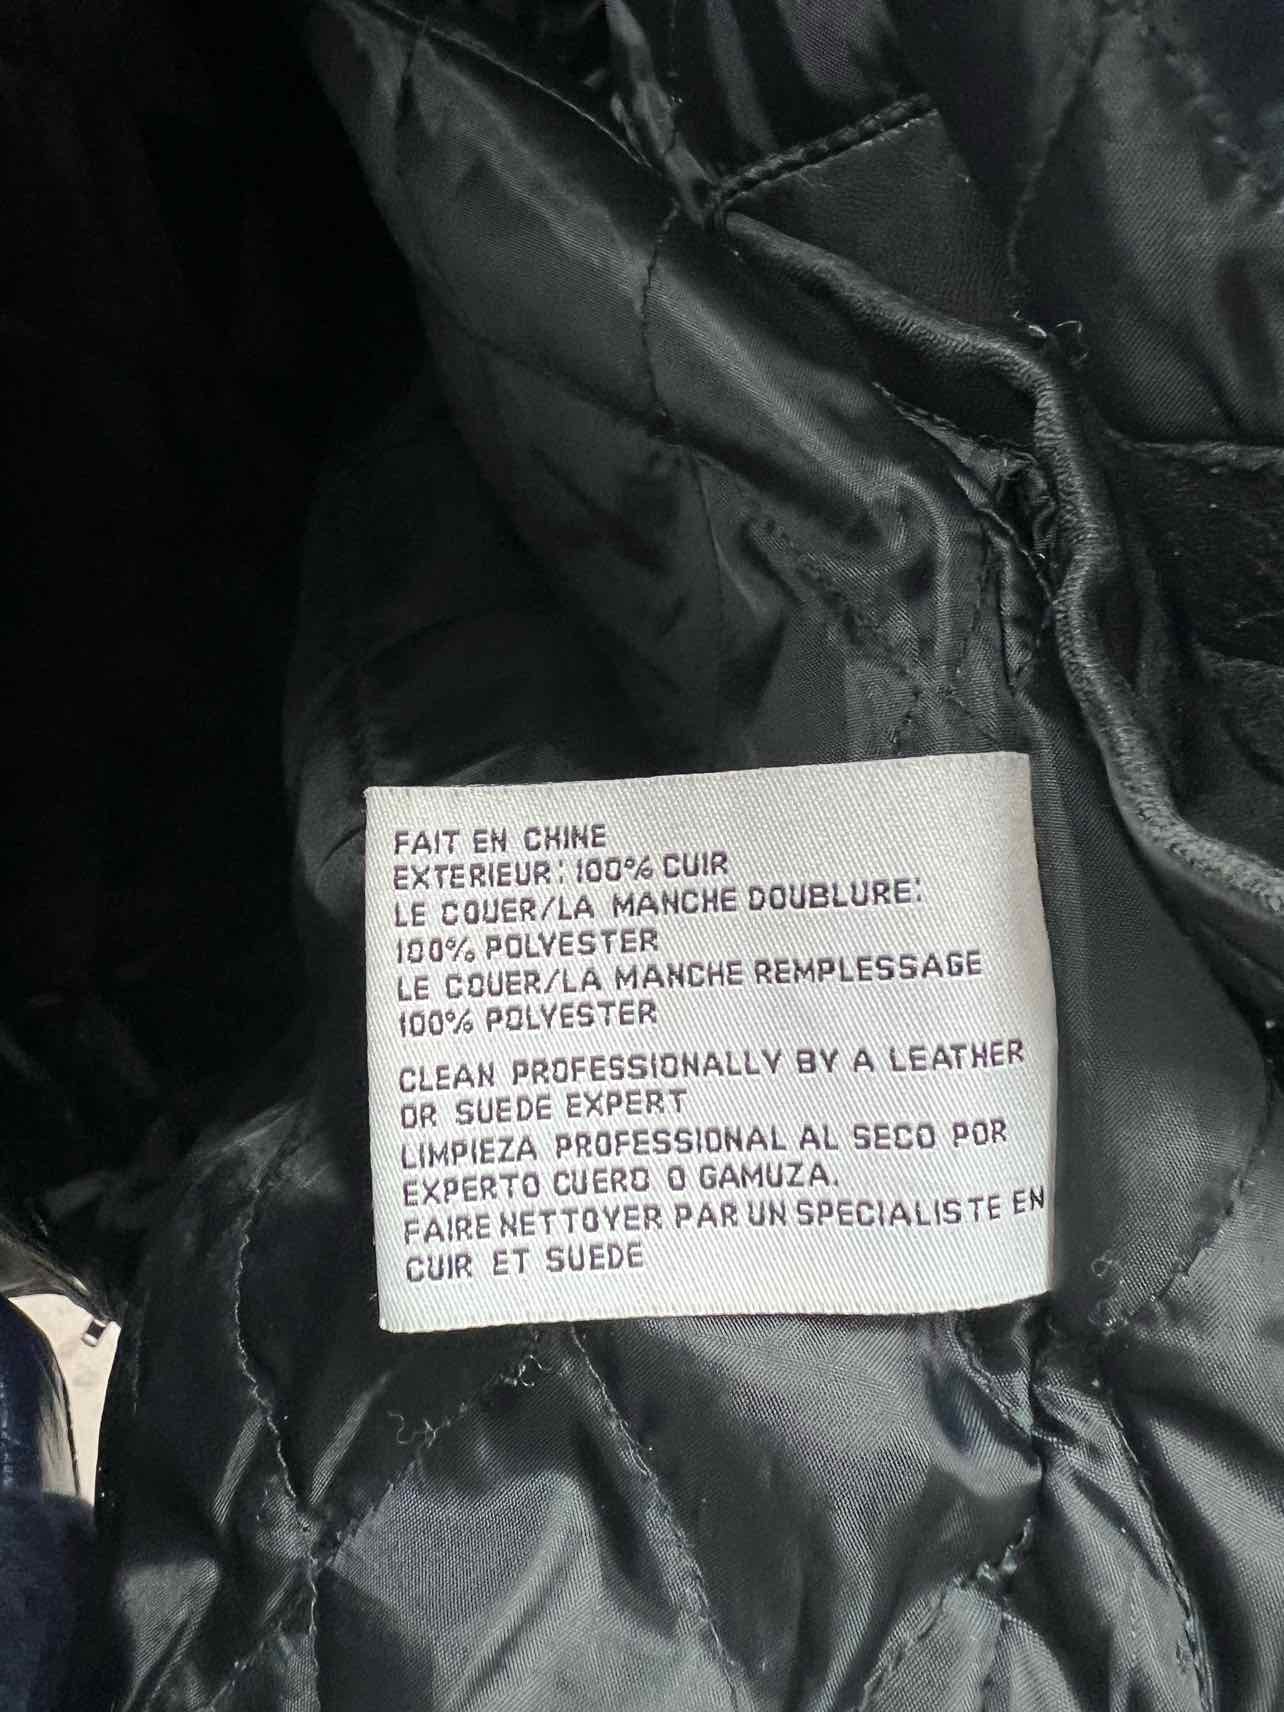 FAIT EN CHINE
EXTERIEUR: 100% CUIR
LE COUER/LA MANCHE DOUBLURE:
100% POLYESTER
LE COUER/LA MANCHE REMPLESSAGE
100% POLYESTER
CLEAN PROFESSIONALLY BY A LEATHER
OR SUEDE EXPERT
LIMPIEZA PROFESSIONAL AL SECO POR
EXPERTO CUERO O GAMUZA.
FAIRE NETTOYER PAR UN SPECIALISTE EN
CUIR ET SUEDE